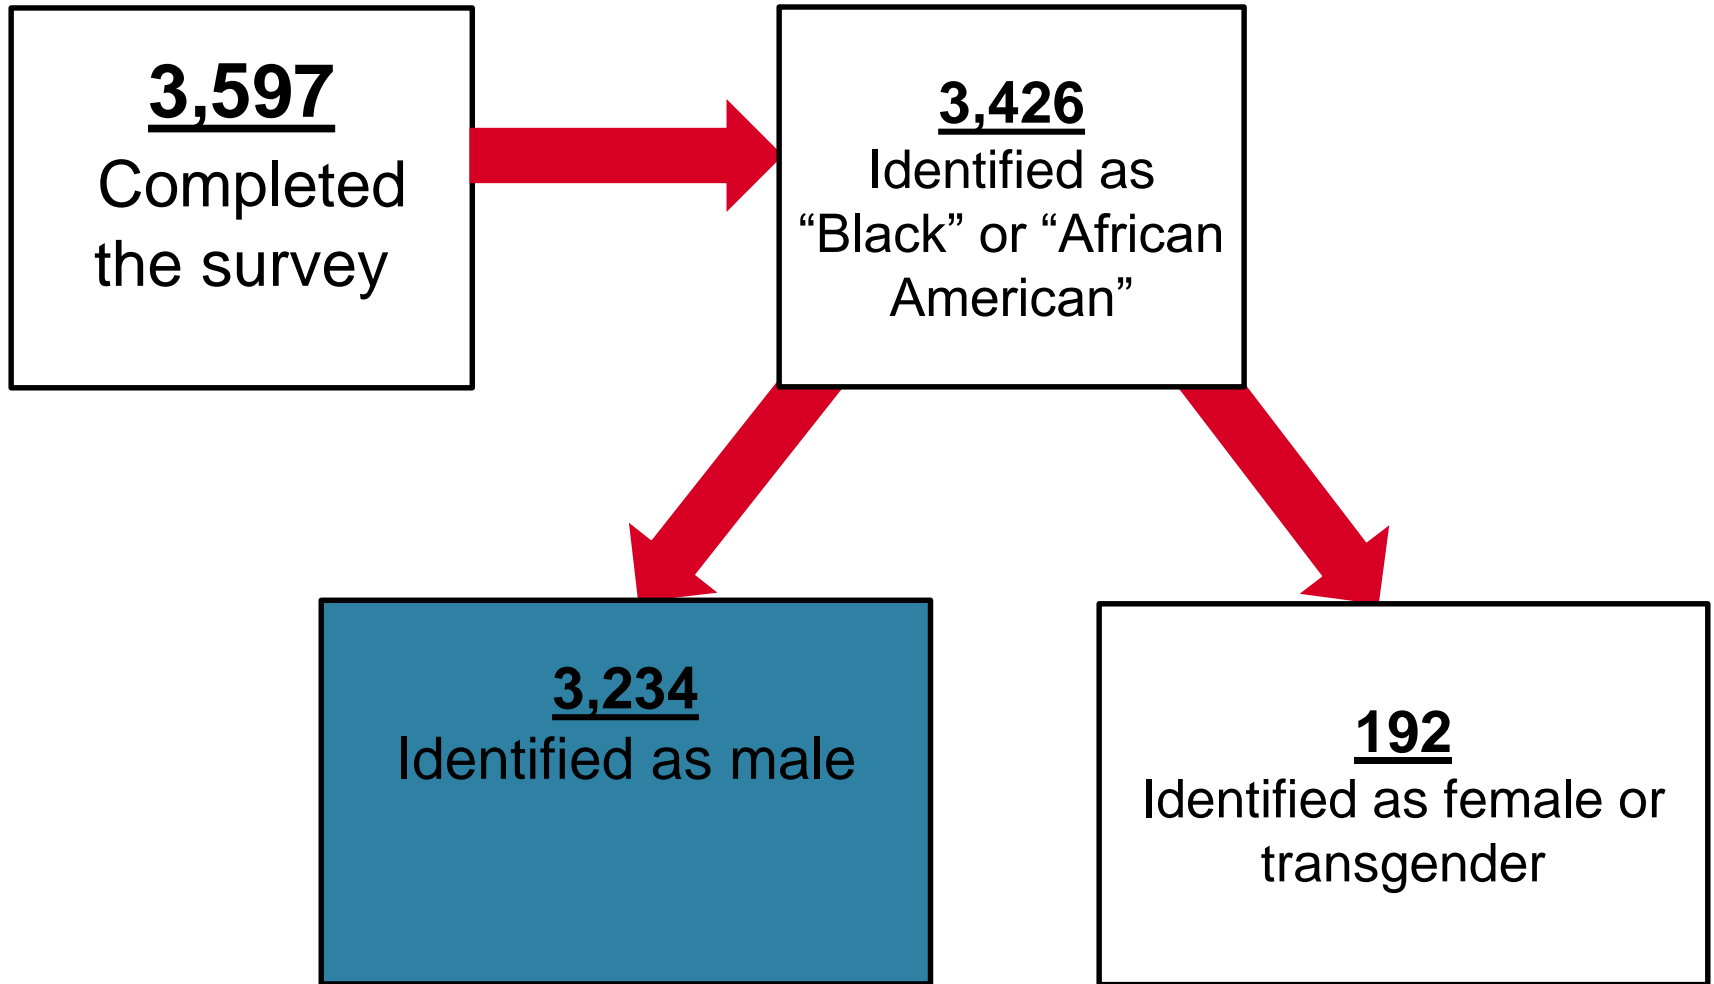 3,597
Completed
the survey
3,426
Identified as
“Black” or “African
American”
3,234
Identified as male
192
Identified as female or
transgender